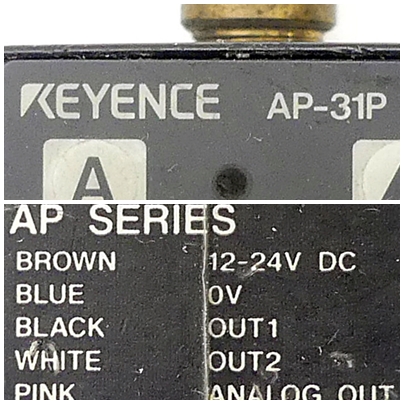 KEYENCE AP-31P
A
AP SERIES
BROWN 12-24V DC
BLUE 0V
BLACK OUT1
WHITE OUT2
PINK ANALOG OUT